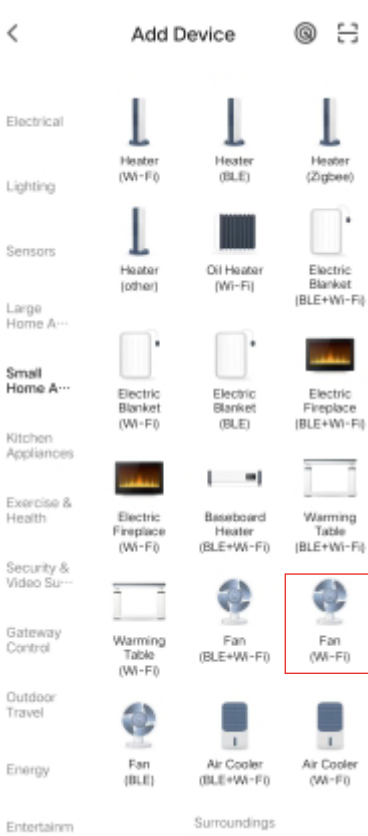 Add Device
Electrical
Lighting
Sensors
Large
Home A···
Small
Home A···
Kitchen
Appliances
Exercise &
Health
Security &
Video Su···
Gateway
Control
Outdoor
Travel
Energy
Entertainm
Heater
(Wi-Fi)
Heater
(BLE)
Heater
(Zigbee)
Heater
(other)
Oil Heater
(Wi-Fi)
Electric
Blanket
(BLE+Wi-Fi)
Electric
Blanket
(Wi-Fi)
Electric
Blanket
(BLE)
Electric
Fireplace
(BLE+Wi-Fi)
Electric
Fireplace
(Wi-Fi)
Baseboard
Heater
(BLE+Wi-Fi)
Warming
Table
(BLE+Wi-Fi)
Warming
Table
(Wi-Fi)
Fan
(BLE+Wi-Fi)
Fan
(Wi-Fi)
Fan
(BLE)
Air Cooler
(BLE+Wi-Fi)
Air Cooler
(Wi-Fi)
Surroundings